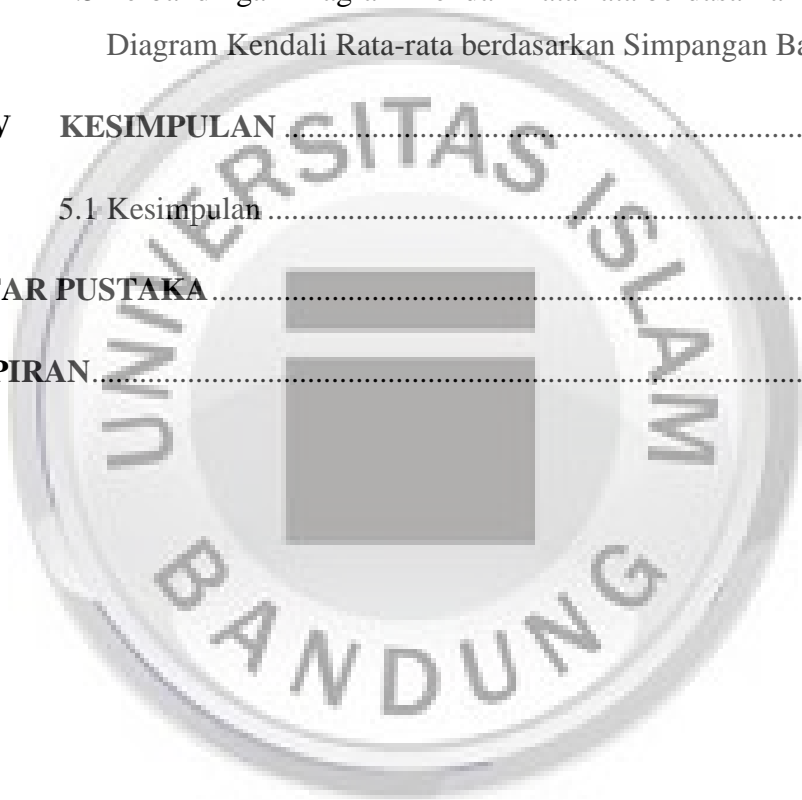 Diagram Kendali Rata-rata berdasarkan Simpangan Ba
KESIMPULAN ........................................................
5.1 Kesimpulan ........................................................
AR PUSTAKA ........................................................
PIRAN ........................................................
UNIVERSITAS ISLAM
BANDUNG